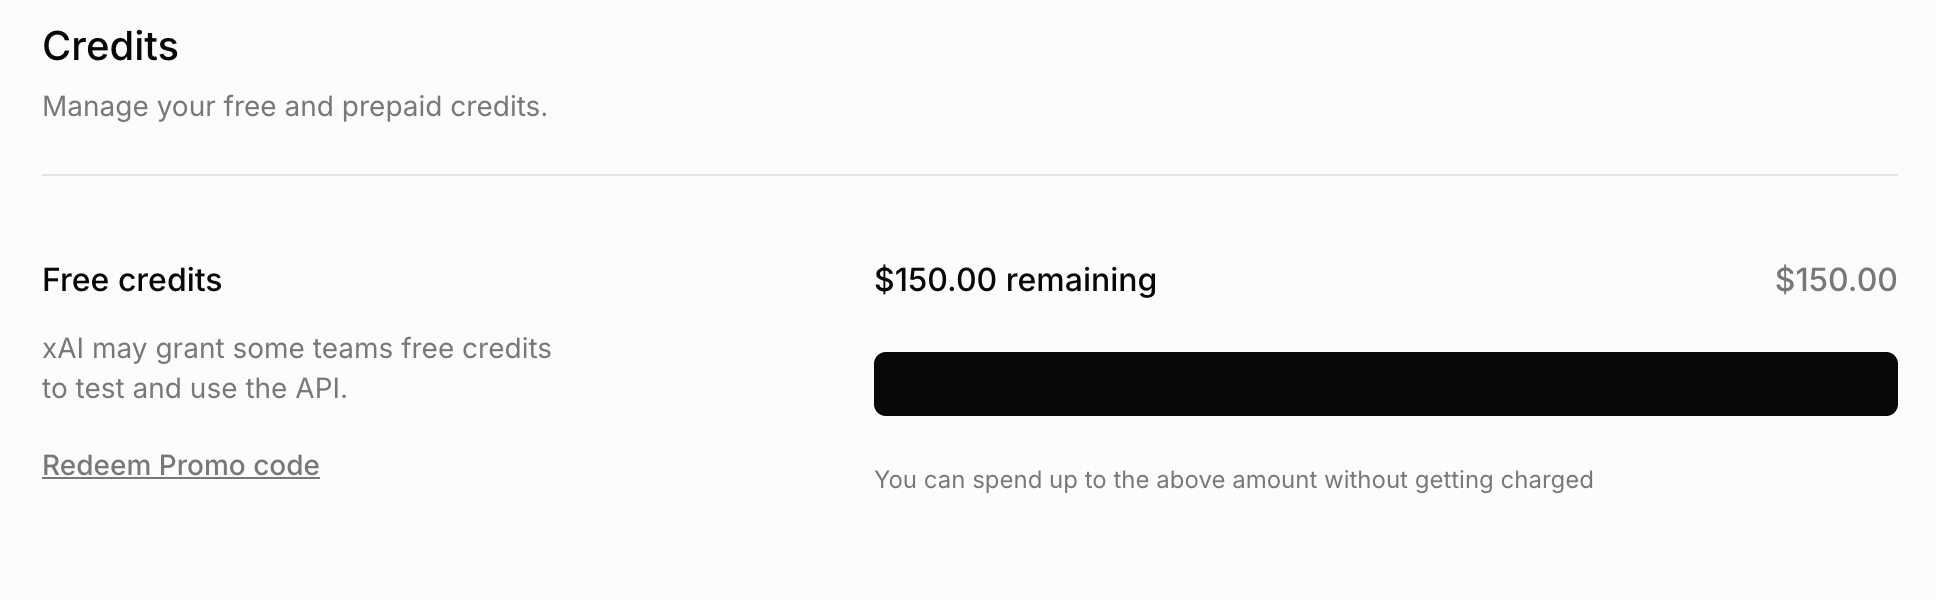 Credits
Manage your free and prepaid credits.
Free credits
$150.00 remaining
$150.00
xAI may grant some teams free credits
to test and use the API.
Redeem Promo code
You can spend up to the above amount without getting charged